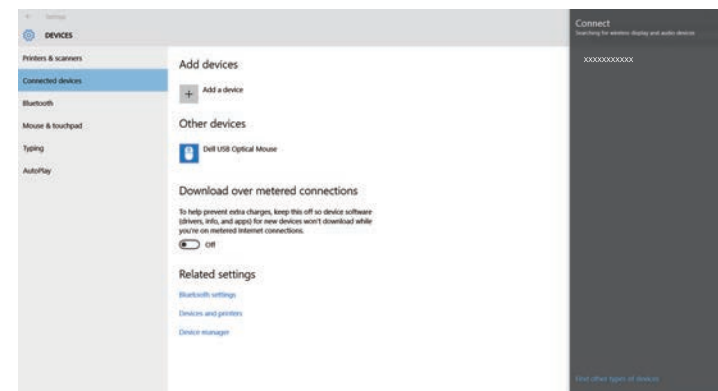 Settings
DEVICES
Printers & scanners
Connected devices
Bluetooth
Mouse & touchpad
Typing
AutoPlay
Add devices
Add a device
Other devices
Dell USB Optical Mouse
Download over metered connections
To help prevent extra charges, keep this off so device software
(drivers, info, and apps) for new devices won't download while
you're on metered Internet connections.
Off
Related settings
Bluetooth settings
Devices and printers
Device manager
Connect
Searching for wireless display and audio devices
XXXXXXXXXXX
Find other types of devices